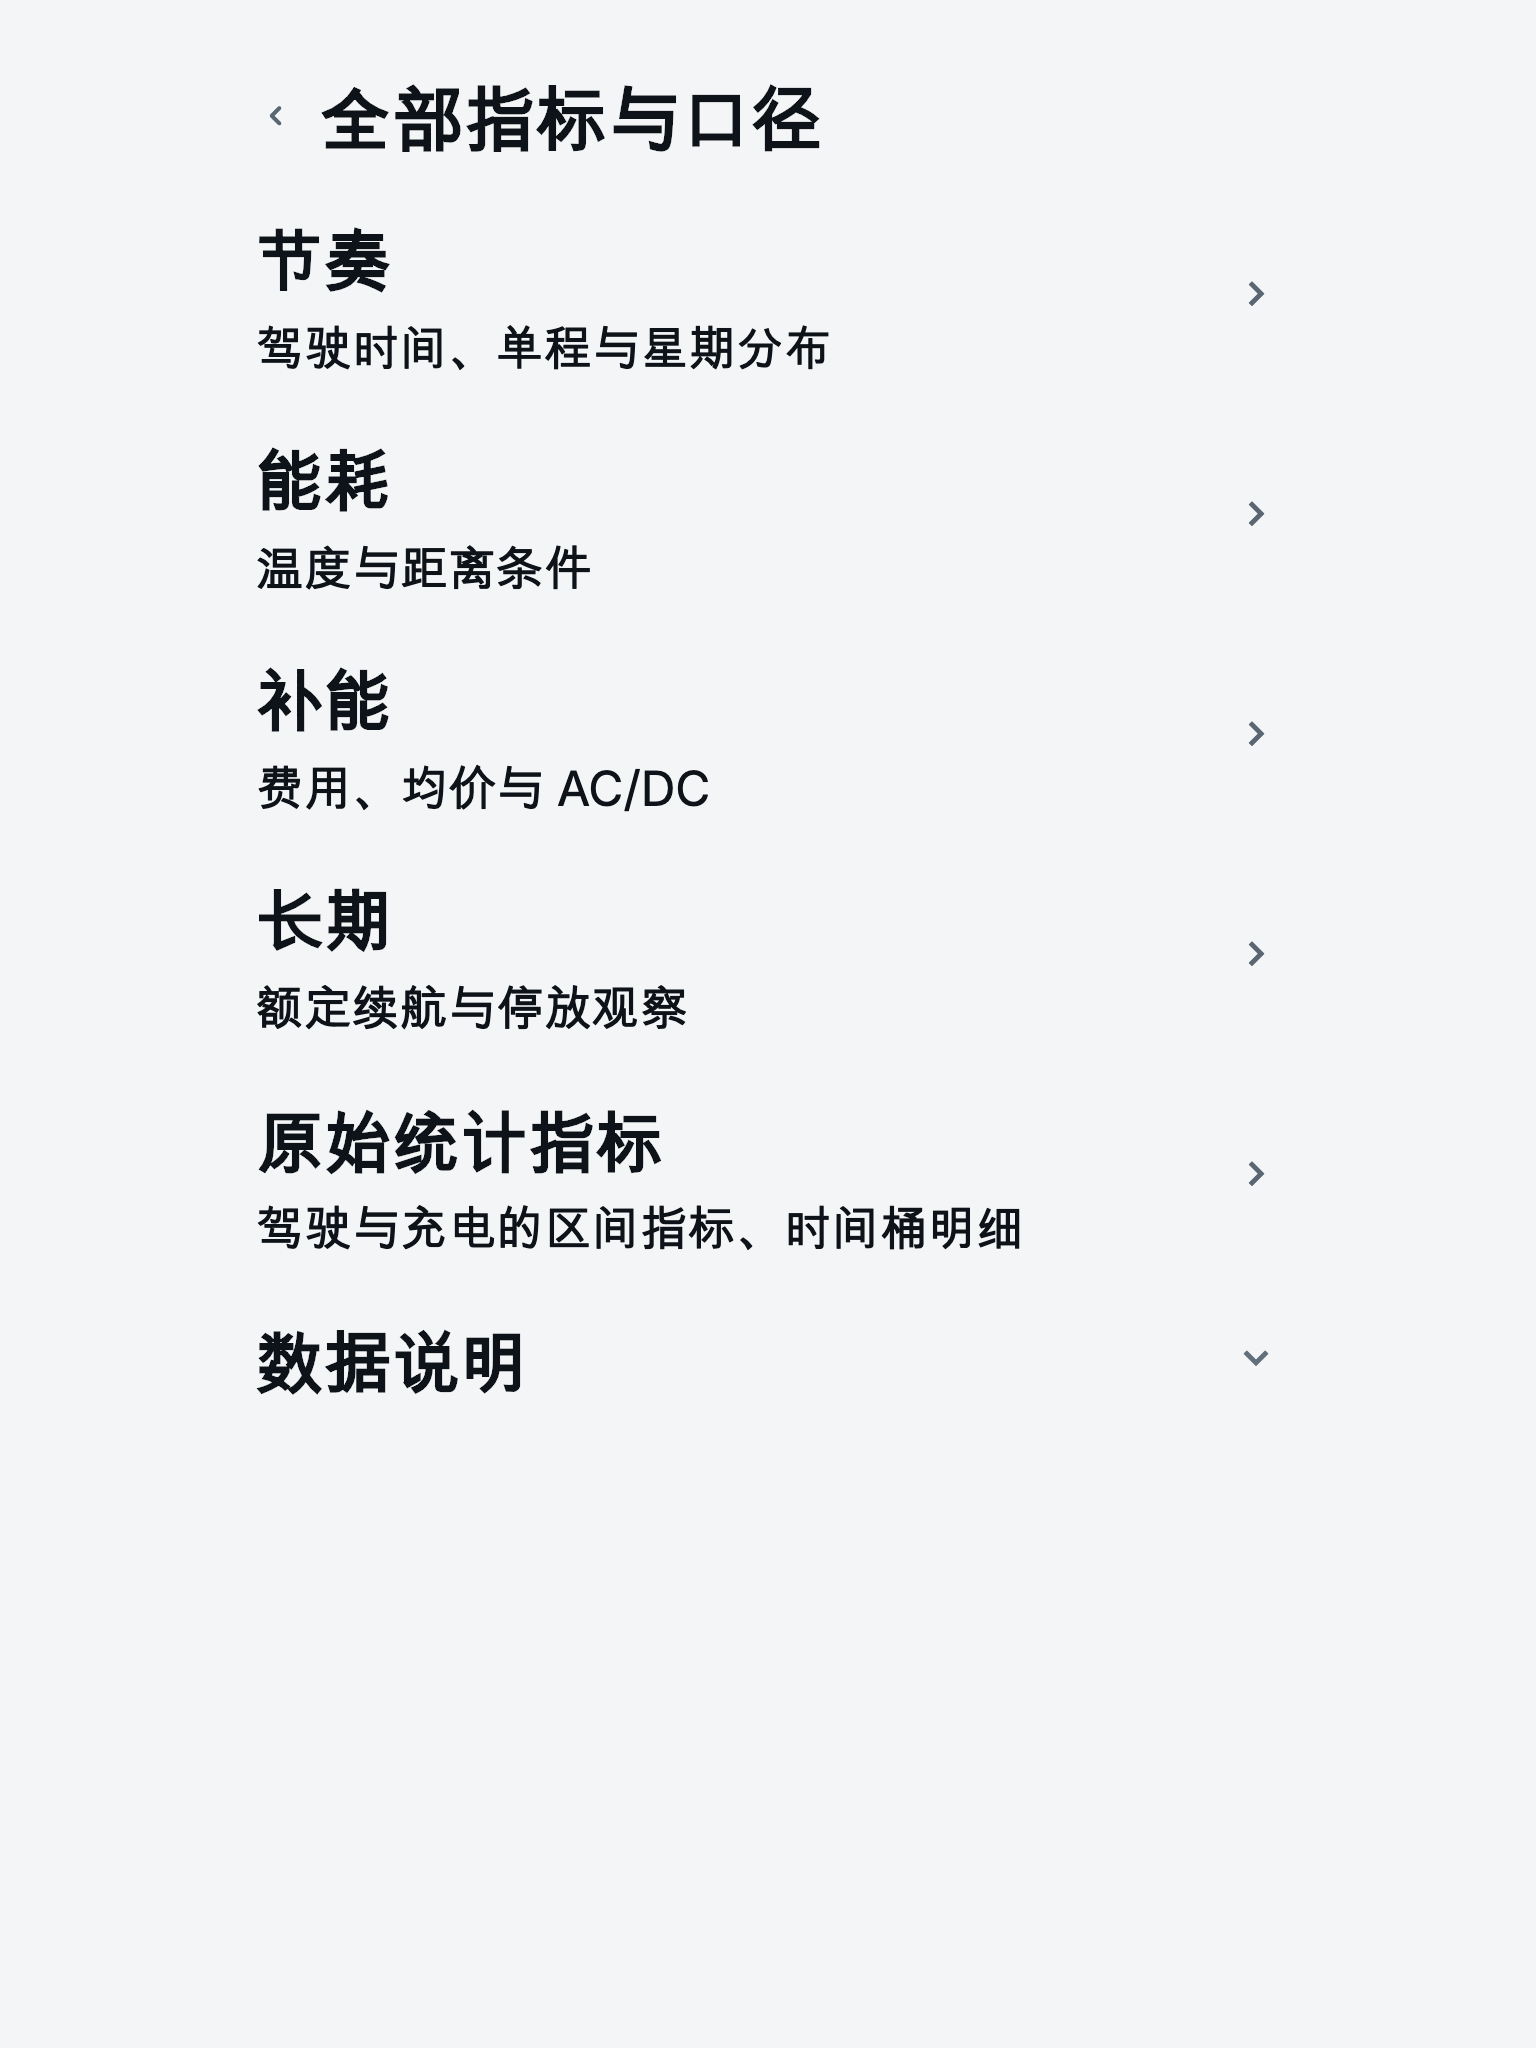 全部指标与口径
节奏
驾驶时间、单程与星期分布
能耗
温度与距离条件
补能
费用、均价与 AC/DC
长期
额定续航与停放观察
原始统计指标
驾驶与充电的区间指标、时间桶明细
数据说明